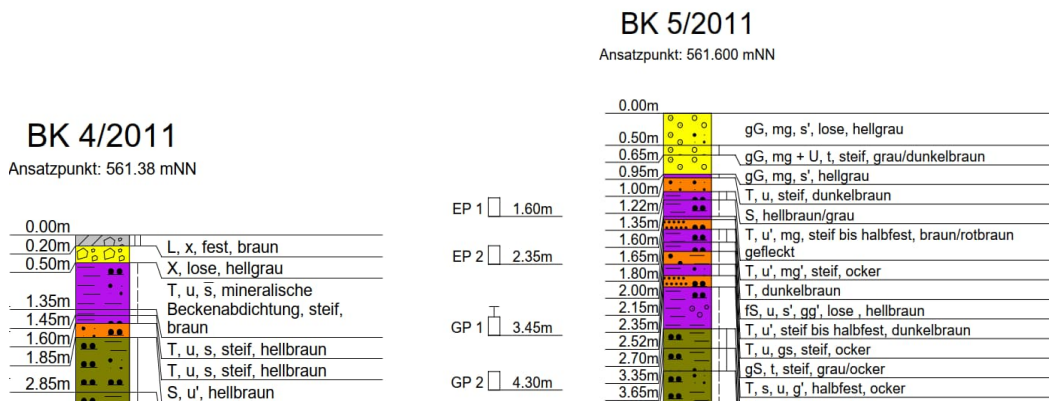 BK 5/2011
Ansatzpunkt: 561.600 mNN
0.00m
0.50m
0.65m
0.95m
1.00m
1.22m
1.35m
1.60m
1.65m
1.80m
2.00m
2.15m
2.35m
2.52m
2.70m
3.35m
3.65m
gG, mg, s', lose, hellgrau
gG, mg + U, t, steif, grau/dunkelbraun
gG, mg, s', hellgrau
T, u, steif, dunkelbraun
S, hellbraun/grau
T, u', mg, steif bis halbfest, braun/rotbraun
gefleckt
T, u', mg', steif, ocker
T, dunkelbraun
fS, u, s', gg', lose , hellbraun
T, u', steif bis halbfest, dunkelbraun
T, u, gs, steif, ocker
gS, t, steif, grau/ocker
T, s, u, g', halbfest, ocker
BK 4/2011
Ansatzpunkt: 561.38 mNN
0.00m
0.20m
0.50m
1.35m
1.45m
1.60m
1.85m
2.85m
L, x, fest, braun
X, lose, hellgrau
T, u, s̅, mineralische
Beckenabdichtung, steif,
braun
T, u, s, steif, hellbraun
T, u, s, steif, hellbraun
S, u', hellbraun
EP 1 1.60m
EP 2 2.35m
GP 1 3.45m
GP 2 4.30m